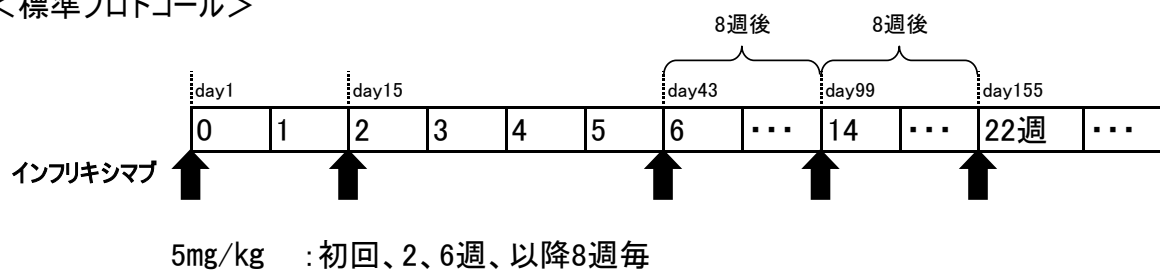 ＜標準プロトコール＞
8週後 8週後
day1 day15 day43 day99 day155
0 1 2 3 4 5 6 ・・・ 14 ・・・ 22週 ・・・
インフリキシマブ
5mg/kg ：初回、2、6週、以降8週毎